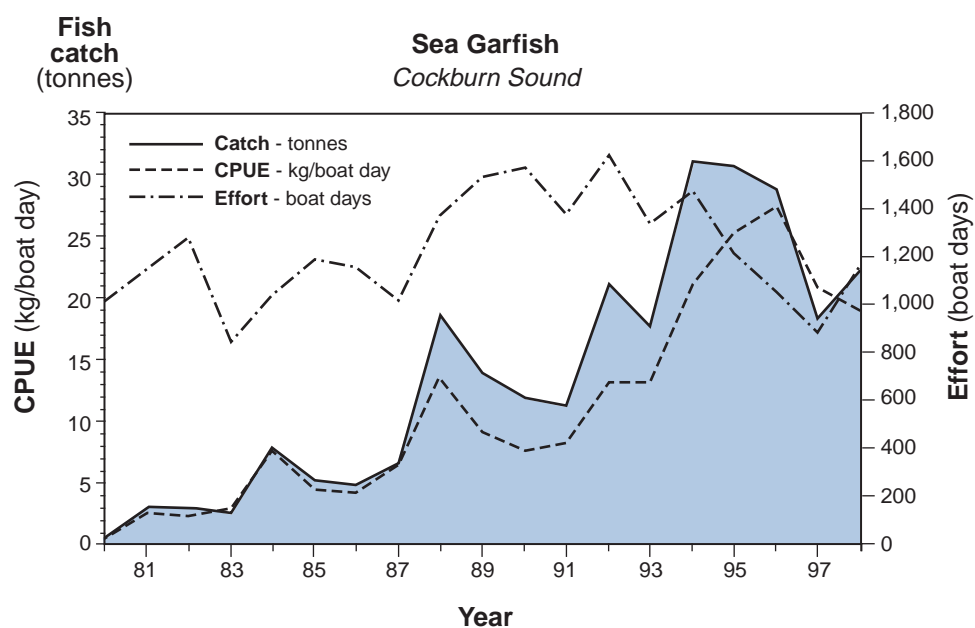 Fish
catch
(tonnes)
Sea Garfish
Cockburn Sound
CPUE (kg/boat day)
35
30
25
20
15
10
5
0
Catch - tonnes
CPUE - kg/boat day
Effort - boat days
1,800
1,600
1,400
1,200
1,000
800
600
400
200
0
Effort (boat days)
81 83 85 87 89 91 93 95 97
Year